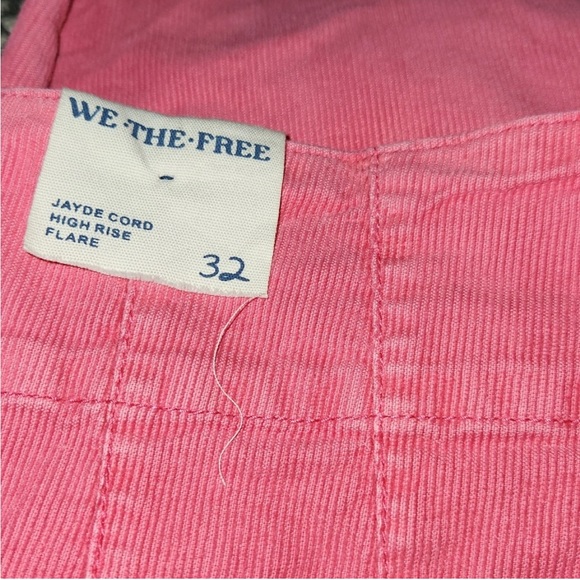 WE·THE·FREE
-
JAYDE CORD
HIGH RISE
FLARE
32